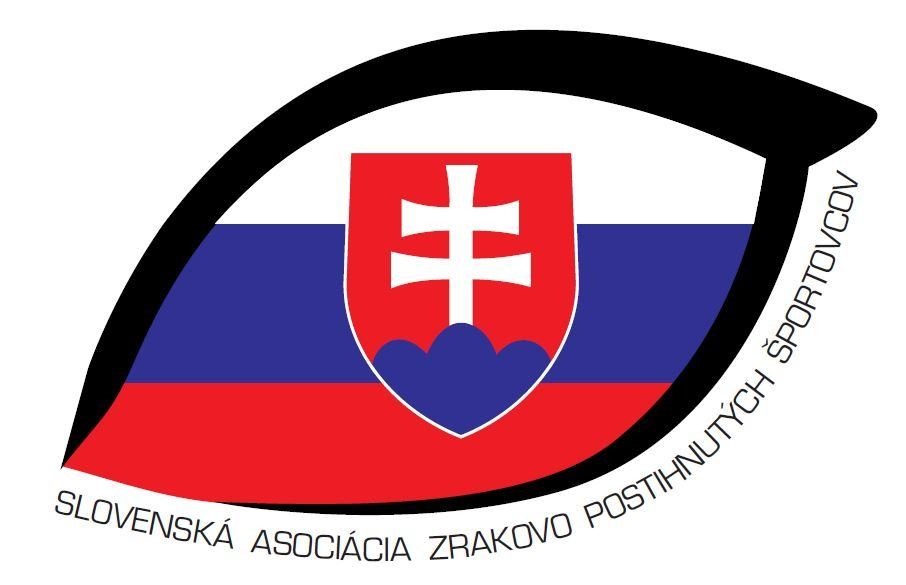 SLOVENSKÁ ASOCIÁCIA ZRAKOVO POSTIHNUTÝCH ŠPORTOVCOV